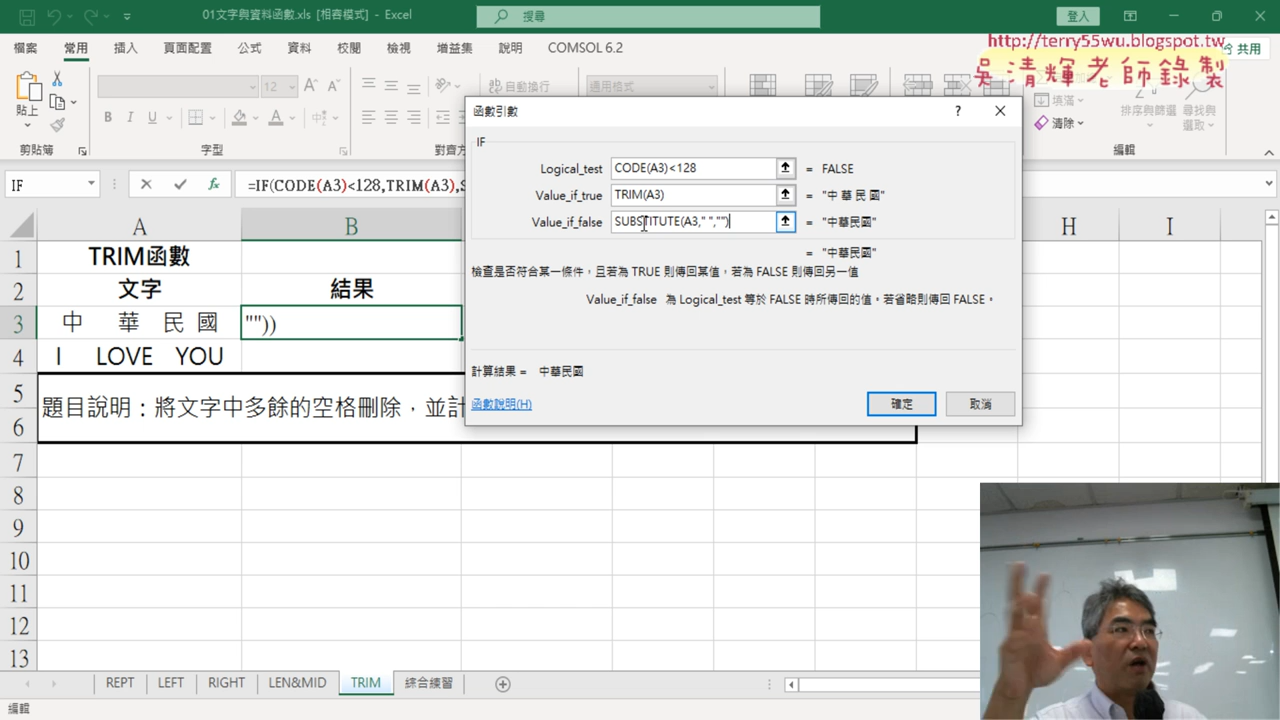 01文字與資料函數.xls [相容模式] - Excel
搜尋
登入
http://terry55wu.blogspot.tw
吳清輝老師錄製
檔案 常用 插入 頁面配置 公式 資料 校閱 檢視 增益集 說明 COMSOL 6.2 共用
貼上
12
B I U
自動換行
通用格式
填滿
清除
排序與篩選
尋找與選取
剪貼簿 字型 對齊方 編輯
IF
=IF(CODE(A3)<128,TRIM(A3),S
函數引數 ? ×
IF
Logical_test CODE(A3)<128 = FALSE
Value_if_true TRIM(A3) = "中 華 民 國"
Value_if_false SUBSTITUTE(A3," ","") = "中華民國"
= "中華民國"
檢查是否符合某一條件，且若為 TRUE 則傳回某值，若為 FALSE 則傳回另一值
Value_if_false 為 Logical_test 等於 FALSE 時所傳回的值。若省略則傳回 FALSE。
計算結果 = 中華民國
函數說明(H)
確定 取消
A B H I
1 TRIM函數
2 文字 結果
3 中 華 民 國 ""))
4 I LOVE YOU
5
題目說明：將文字中多餘的空格刪除，並計
6
7
8
9
10
11
12
13
REPT LEFT RIGHT LEN&MID TRIM 綜合練習
編輯